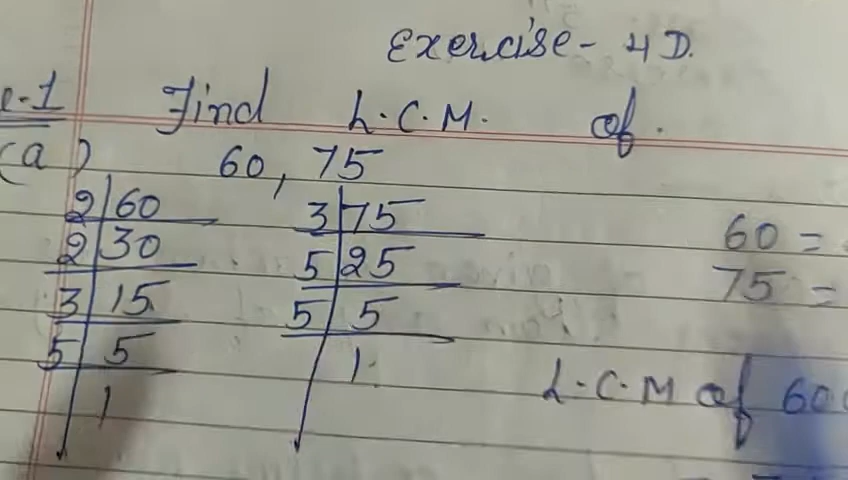 Exercise - 4D.
Find L.C.M. of.
(a) 60, 75
2 | 60
2 | 30
3 | 15
5 | 5
1
3 | 75
5 | 25
5 | 5
1
60 =
75 =
L.C.M of 60